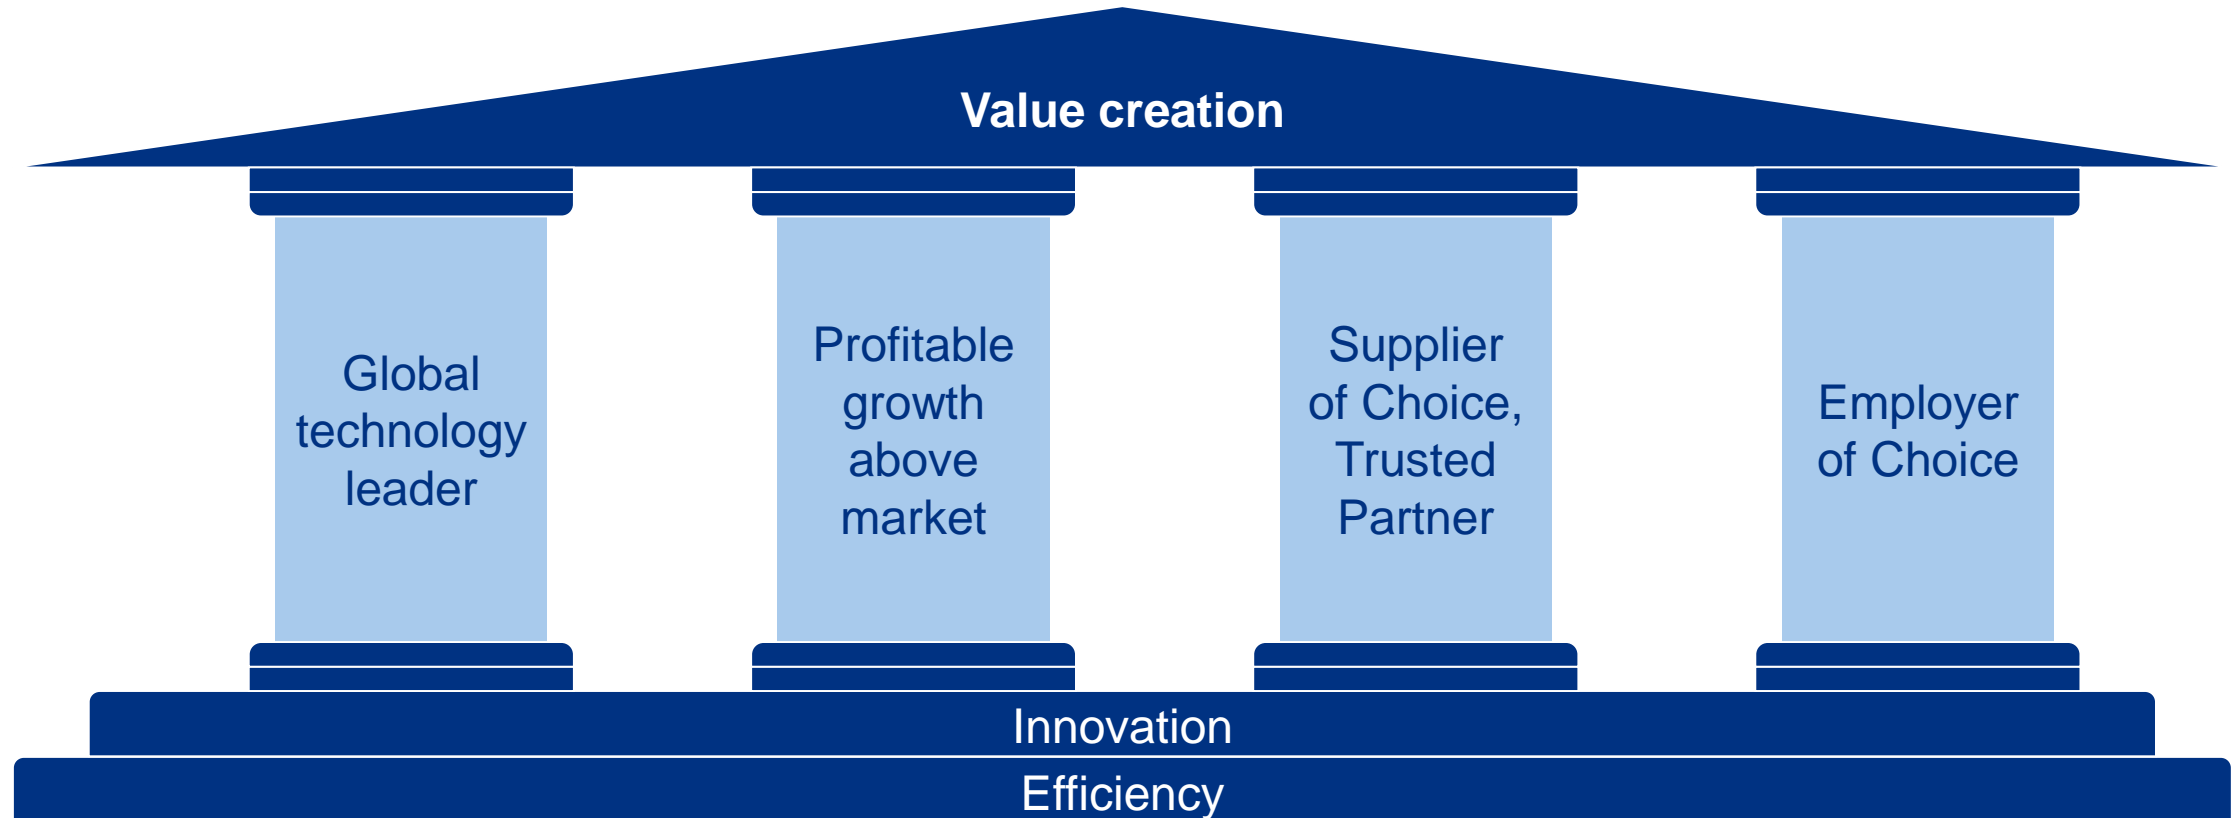 Value creation
Global
technology
leader
Profitable
growth
above
market
Supplier
of Choice,
Trusted
Partner
Employer
of Choice
Innovation
Efficiency